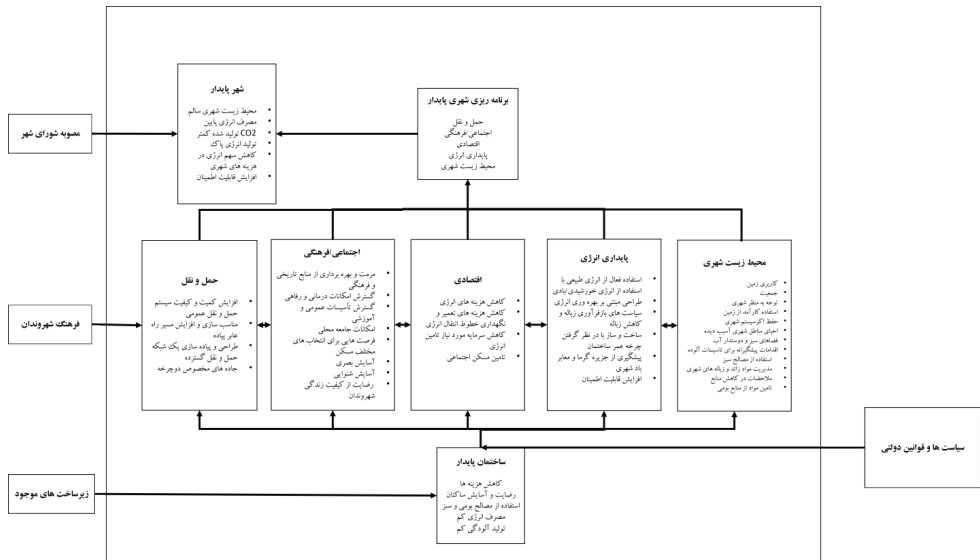 شهر پایدار
محیط زیست شهری سالم
مصرف انرژی پایین
CO2 تولید شده کمتر
تولید انرژی پاک
کاهش سهم انرژی در
هزینه های شهری
افزایش قابلیت اطمینان
برنامه ریزی شهری پایدار
حمل و نقل
اجتماعی/فرهنگی
اقتصادی
پایداری انرژی
محیط زیست شهری
مصوبه شورای شهر
محیط زیست شهری
کاربری زمین
جمعیت
توجه به منظر شهری
استفاده کارآمد از زمین
حفظ اکوسیستم شهری
احیای مناطق شهری آسیب دیده
فضاهای سبز و دوستدار آب
اقدامات پیشگیرانه برای تاسیسات آلوده
استفاده از مصالح سبز
مدیریت مواد زائد و زباله های شهری
ملاحضات در کاهش منابع
تامین مواد از منابع بومی
پایداری انرژی
استفاده فعال از انرژی طبیعی با
استفاده از انرژی خورشیدی/بادی
طراحی مبتنی بر بهره وری انرژی
سیاست های بازفرآوری زباله و
کاهش زباله
ساخت و ساز با در نظر گرفتن
چرخه عمر ساختمان
پیشگیری از جزیره گرما و معابر
باد شهری
افزایش قابلیت اطمینان
اقتصادی
کاهش هزینه های انرژی
کاهش هزینه های تعمیر و
نگهداری خطوط انتقال انرژی
کاهش سرمایه مورد نیاز تامین
انرژی
تامین مسکن اجتماعی
اجتماعی/فرهنگی
مرمت و بهره برداری از منابع تاریخی
و فرهنگی
گسترش امکانات درمانی و رفاهی
گسترش تأسیسات عمومی و
آموزشی
امکانات جامعه محلی
فرصت هایی برای انتخاب های
مختلف مسکن
آسایش بصری
آسایش شنوایی
رضایت از کیفیت زندگی
شهروندان
حمل و نقل
افزایش کمیت و کیفیت سیستم
حمل و نقل عمومی
مناسب سازی و افزایش مسیر راه
عابر پیاده
طراحی و پیاده سازی یک شبکه
حمل و نقل گسترده
جاده های مخصوص دوچرخه
فرهنگ شهروندان
سیاست ها و قوانین دولتی
ساختمان پایدار
کاهش هزینه ها
رضایت و آسایش ساکنان
استفاده از مصالح بومی و سبز
مصرف انرژی کم
تولید آلودگی کم
زیرساخت های موجود